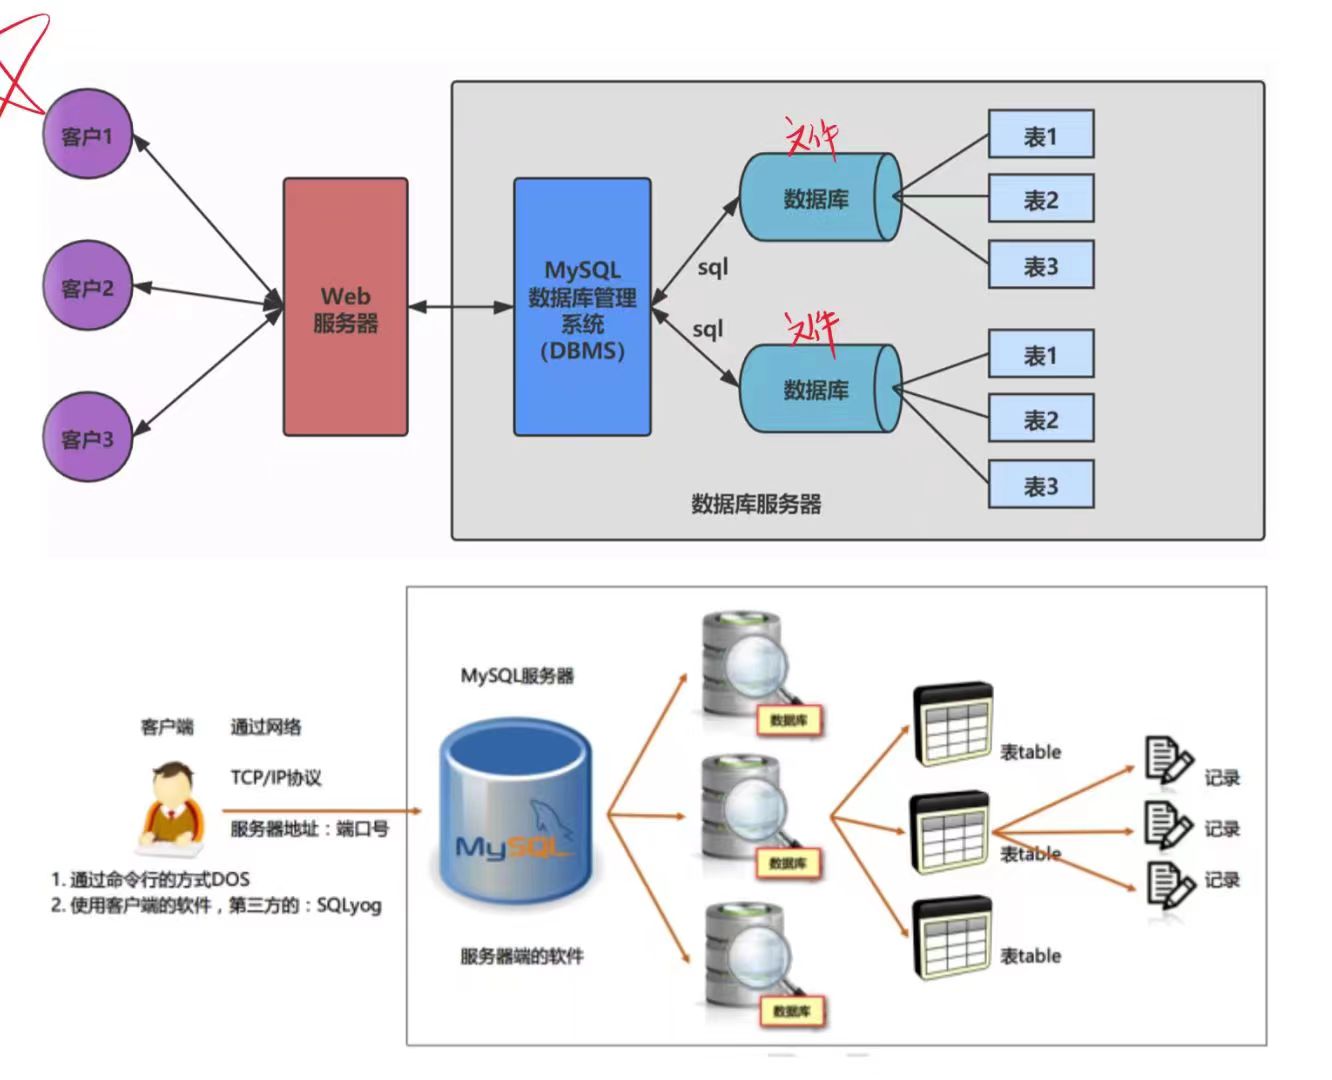 客户1
客户2
客户3
Web
服务器
MySQL
数据库管理
系统
（DBMS）
sql
sql
文件
数据库
文件
数据库
表1
表2
表3
表1
表2
表3
数据库服务器
客户端
通过网络
TCP/IP协议
服务器地址：端口号
1. 通过命令行的方式DOS
2. 使用客户端的软件，第三方的：SQLyog
MySQL服务器
MySQL
服务器端的软件
数据库
数据库
数据库
表table
表table
表table
记录
记录
记录